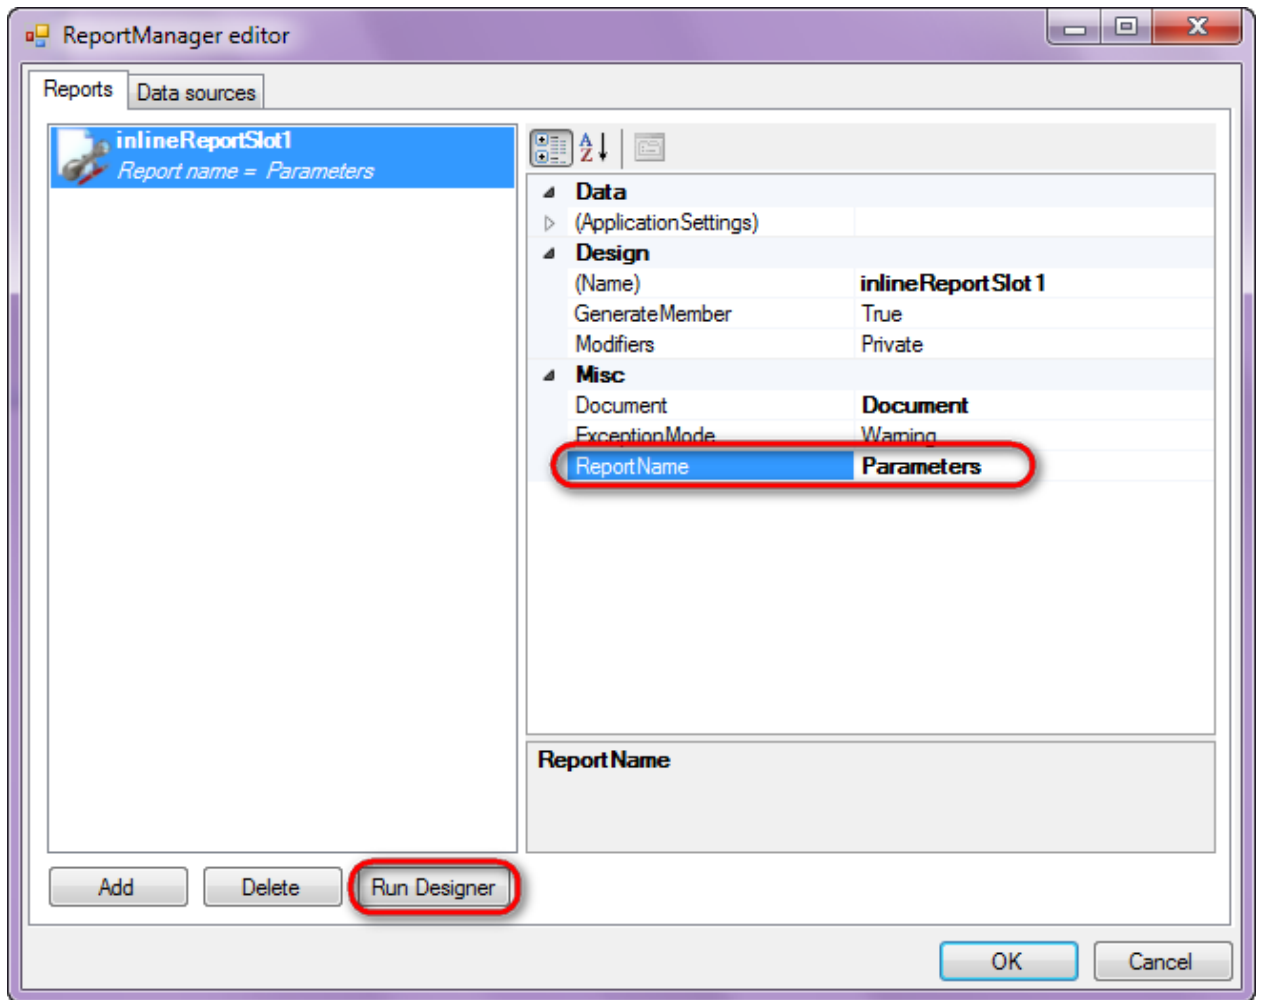 ReportManager editor
Reports
Data sources
inlineReportSlot1
Report name = Parameters
Data
(ApplicationSettings)
Design
(Name) inlineReportSlot1
GenerateMember True
Modifiers Private
Misc
Document Document
ExceptionMode Warning
ReportName Parameters
ReportName
Add
Delete
Run Designer
OK
Cancel